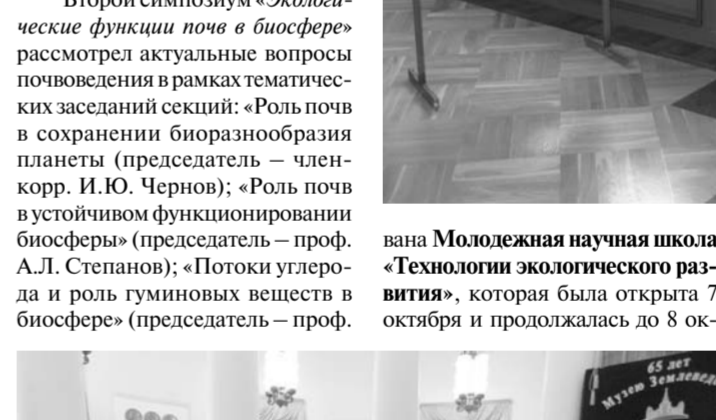 Второй симпозиум «Экологи-
ческие функции почв в биосфере»
рассмотрел актуальные вопросы
почвоведения в рамках тематичес-
ких заседаний секций: «Роль почв
в сохранении биоразнообразия
планеты (председатель – член-
корр. И.Ю. Чернов); «Роль почв
в устойчивом функционировании
биосферы» (председатель – проф.
А.Л. Степанов); «Потоки углеро-
да и роль гуминовых веществ в
биосфере» (председатель – проф.
вана Молодежная научная школа
«Технологии экологического раз-
вития», которая была открыта 7
октября и продолжалась до 8 ок-
65 лет
Музею Землевед